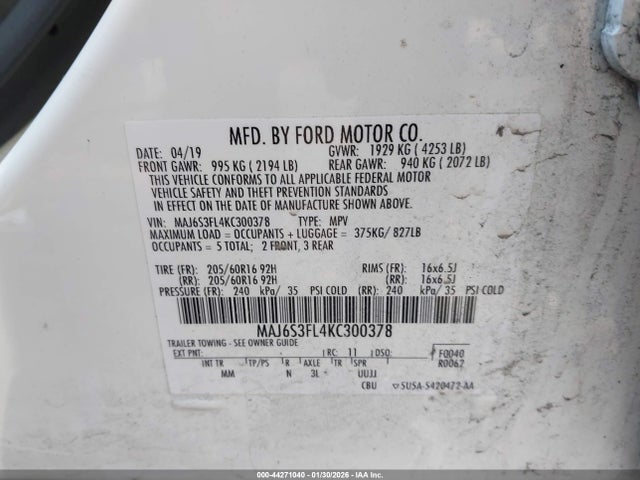 MFD. BY FORD MOTOR CO.
DATE: 04/19 GVWR: 1929 KG ( 4253 LB)
FRONT GAWR: 995 KG ( 2194 LB) REAR GAWR: 940 KG ( 2072 LB)
THIS VEHICLE CONFORMS TO ALL APPLICABLE FEDERAL MOTOR
VEHICLE SAFETY AND THEFT PREVENTION STANDARDS
IN EFFECT ON THE DATE OF MANUFACTURE SHOWN ABOVE.
VIN: MAJ6S3FL4KC300378 TYPE: MPV
MAXIMUM LOAD = OCCUPANTS + LUGGAGE = 375KG/ 827LB
OCCUPANTS = 5 TOTAL; 2 FRONT, 3 REAR
TIRE (FR): 205/60R16 92H RIMS (FR): 16x6.5J
(RR): 205/60R16 92H (RR): 16x6.5J
PRESSURE (FR): 240 kPa/ 35 PSI COLD (RR): 240 kPa/ 35 PSI COLD
MAJ6S3FL4KC300378
TRAILER TOWING - SEE OWNER GUIDE
EXT PNT: RC: 11 DSO: F0040
INT TR TP/PS R AXLE TR SPR R0062
MM N 3L UUJJ
CBU SUSA-S420472-AA
000-44271040 - 01/30/2026 - IAA, Inc.